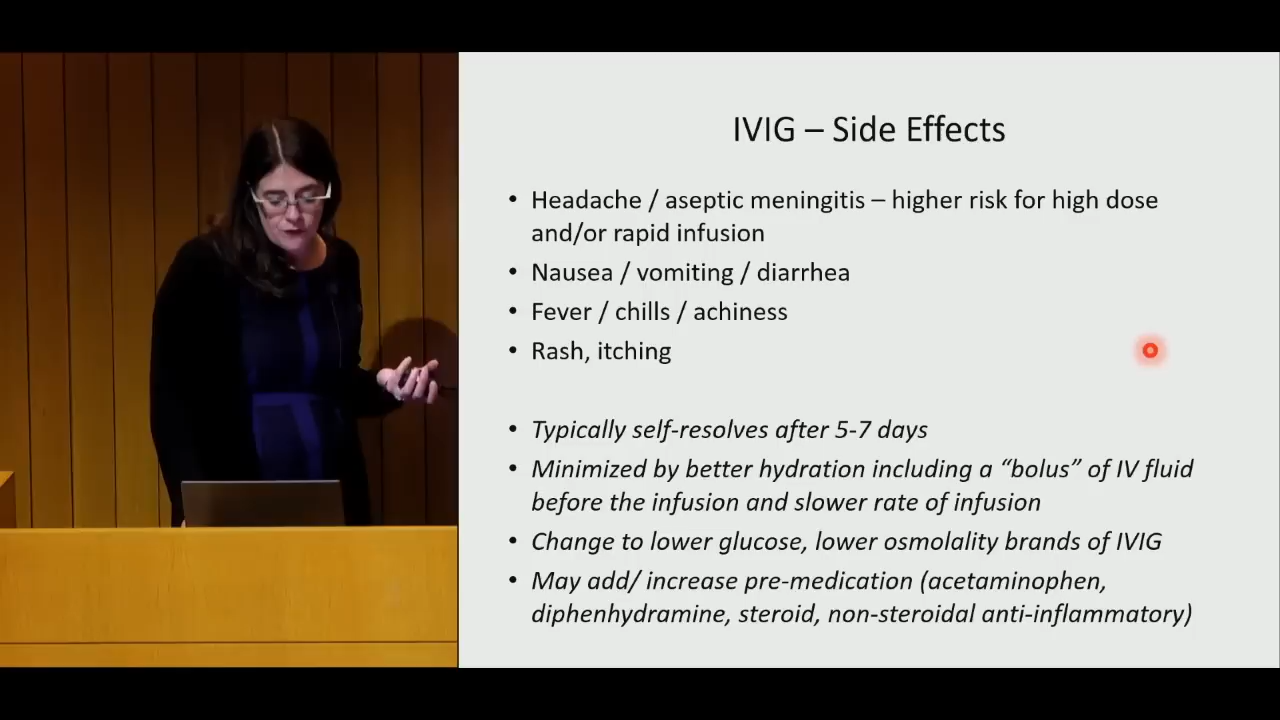 IVIG – Side Effects
• Headache / aseptic meningitis – higher risk for high dose
and/or rapid infusion
• Nausea / vomiting / diarrhea
• Fever / chills / achiness
• Rash, itching
• Typically self-resolves after 5-7 days
• Minimized by better hydration including a “bolus” of IV fluid
before the infusion and slower rate of infusion
• Change to lower glucose, lower osmolality brands of IVIG
• May add/ increase pre-medication (acetaminophen,
diphenhydramine, steroid, non-steroidal anti-inflammatory)